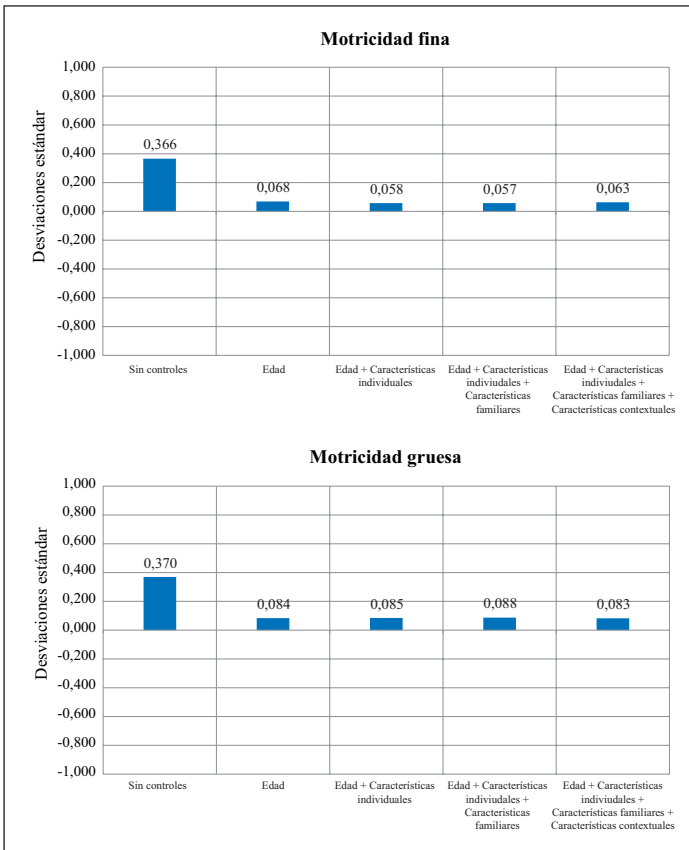 Motricidad fina
Desviaciones estándar
1,000
0,800
0,600
0,400
0,200
0,000
-0,200
-0,400
-0,600
-0,800
-1,000
0,366
0,068
0,058
0,057
0,063
Sin controles
Edad
Edad + Características
individuales
Edad + Características
indiviudales +
Características
familiares
Edad + Características
indiviudales +
Características familiares +
Características contextuales
Motricidad gruesa
Desviaciones estándar
1,000
0,800
0,600
0,400
0,200
0,000
-0,200
-0,400
-0,600
-0,800
-1,000
0,370
0,084
0,085
0,088
0,083
Sin controles
Edad
Edad + Características
individuales
Edad + Características
indiviudales +
Características
familiares
Edad + Características
indiviudales +
Características familiares +
Características contextuales